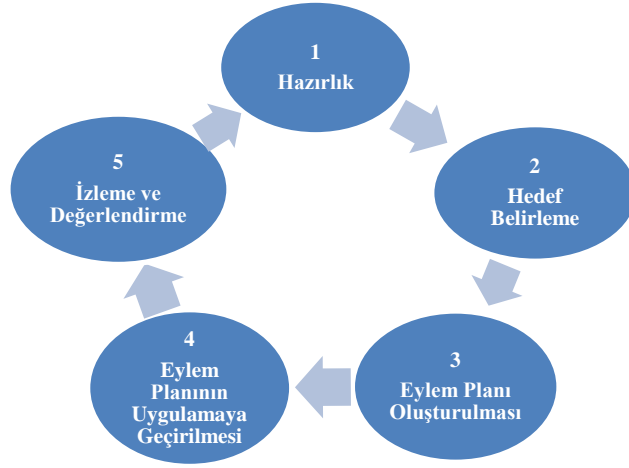 1
Hazırlık
2
Hedef
Belirleme
3
Eylem Planı
Oluşturulması
4
Eylem
Planının
Uygulamaya
Geçirilmesi
5
İzleme ve
Değerlendirme